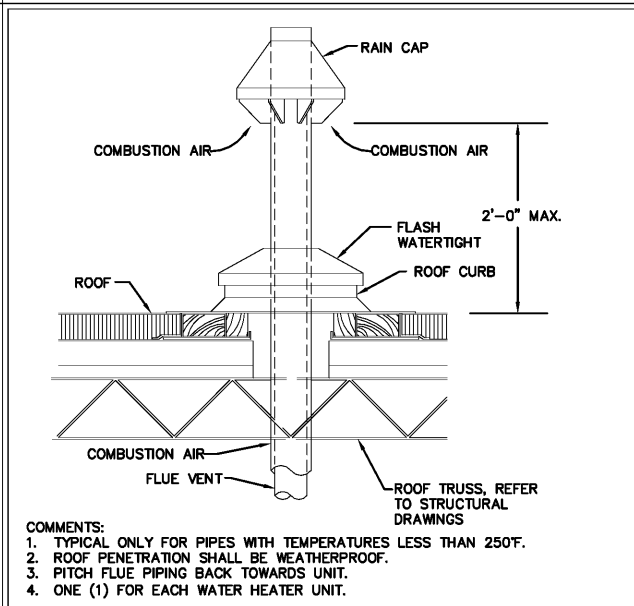 RAIN CAP
COMBUSTION AIR
COMBUSTION AIR
2'-0" MAX.
FLASH
WATERTIGHT
ROOF CURB
ROOF
COMBUSTION AIR
FLUE VENT
ROOF TRUSS, REFER
TO STRUCTURAL
DRAWINGS
COMMENTS:
1. TYPICAL ONLY FOR PIPES WITH TEMPERATURES LESS THAN 250°F.
2. ROOF PENETRATION SHALL BE WEATHERPROOF.
3. PITCH FLUE PIPING BACK TOWARDS UNIT.
4. ONE (1) FOR EACH WATER HEATER UNIT.